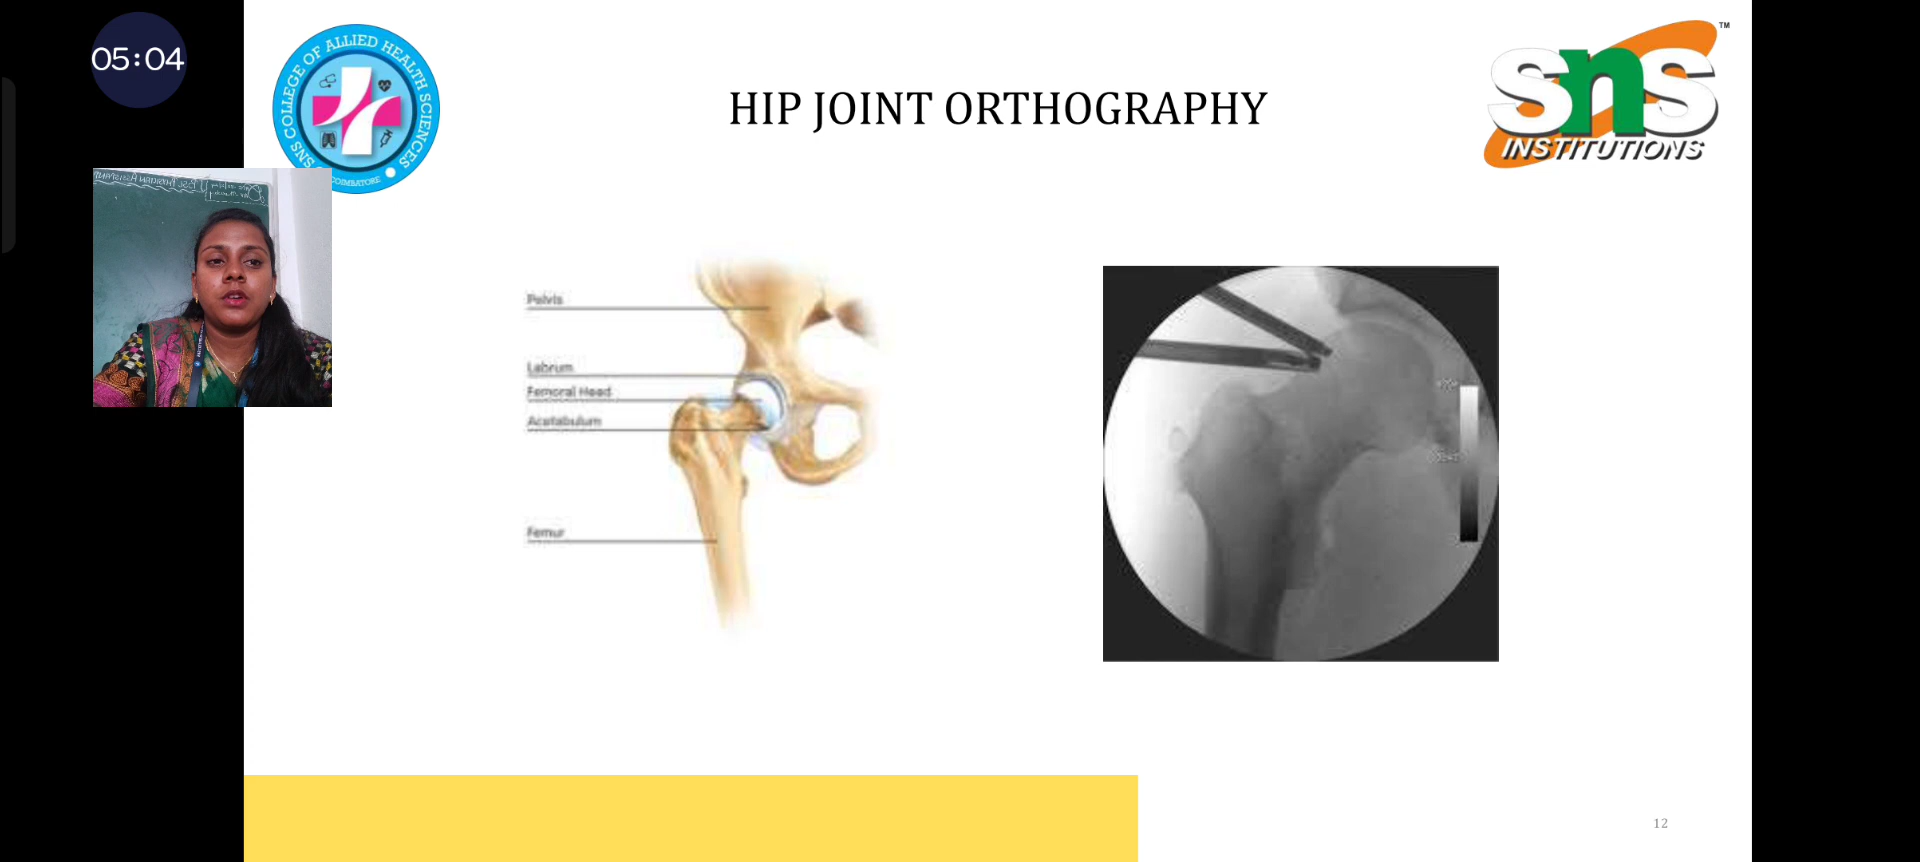 05:04
SNS COLLEGE OF ALLIED HEALTH SCIENCES
COIMBATORE
HIP JOINT ORTHOGRAPHY
sns
TM
INSTITUTIONS
Pelvis
Labrum
Femoral Head
Acetabulum
Femur
12